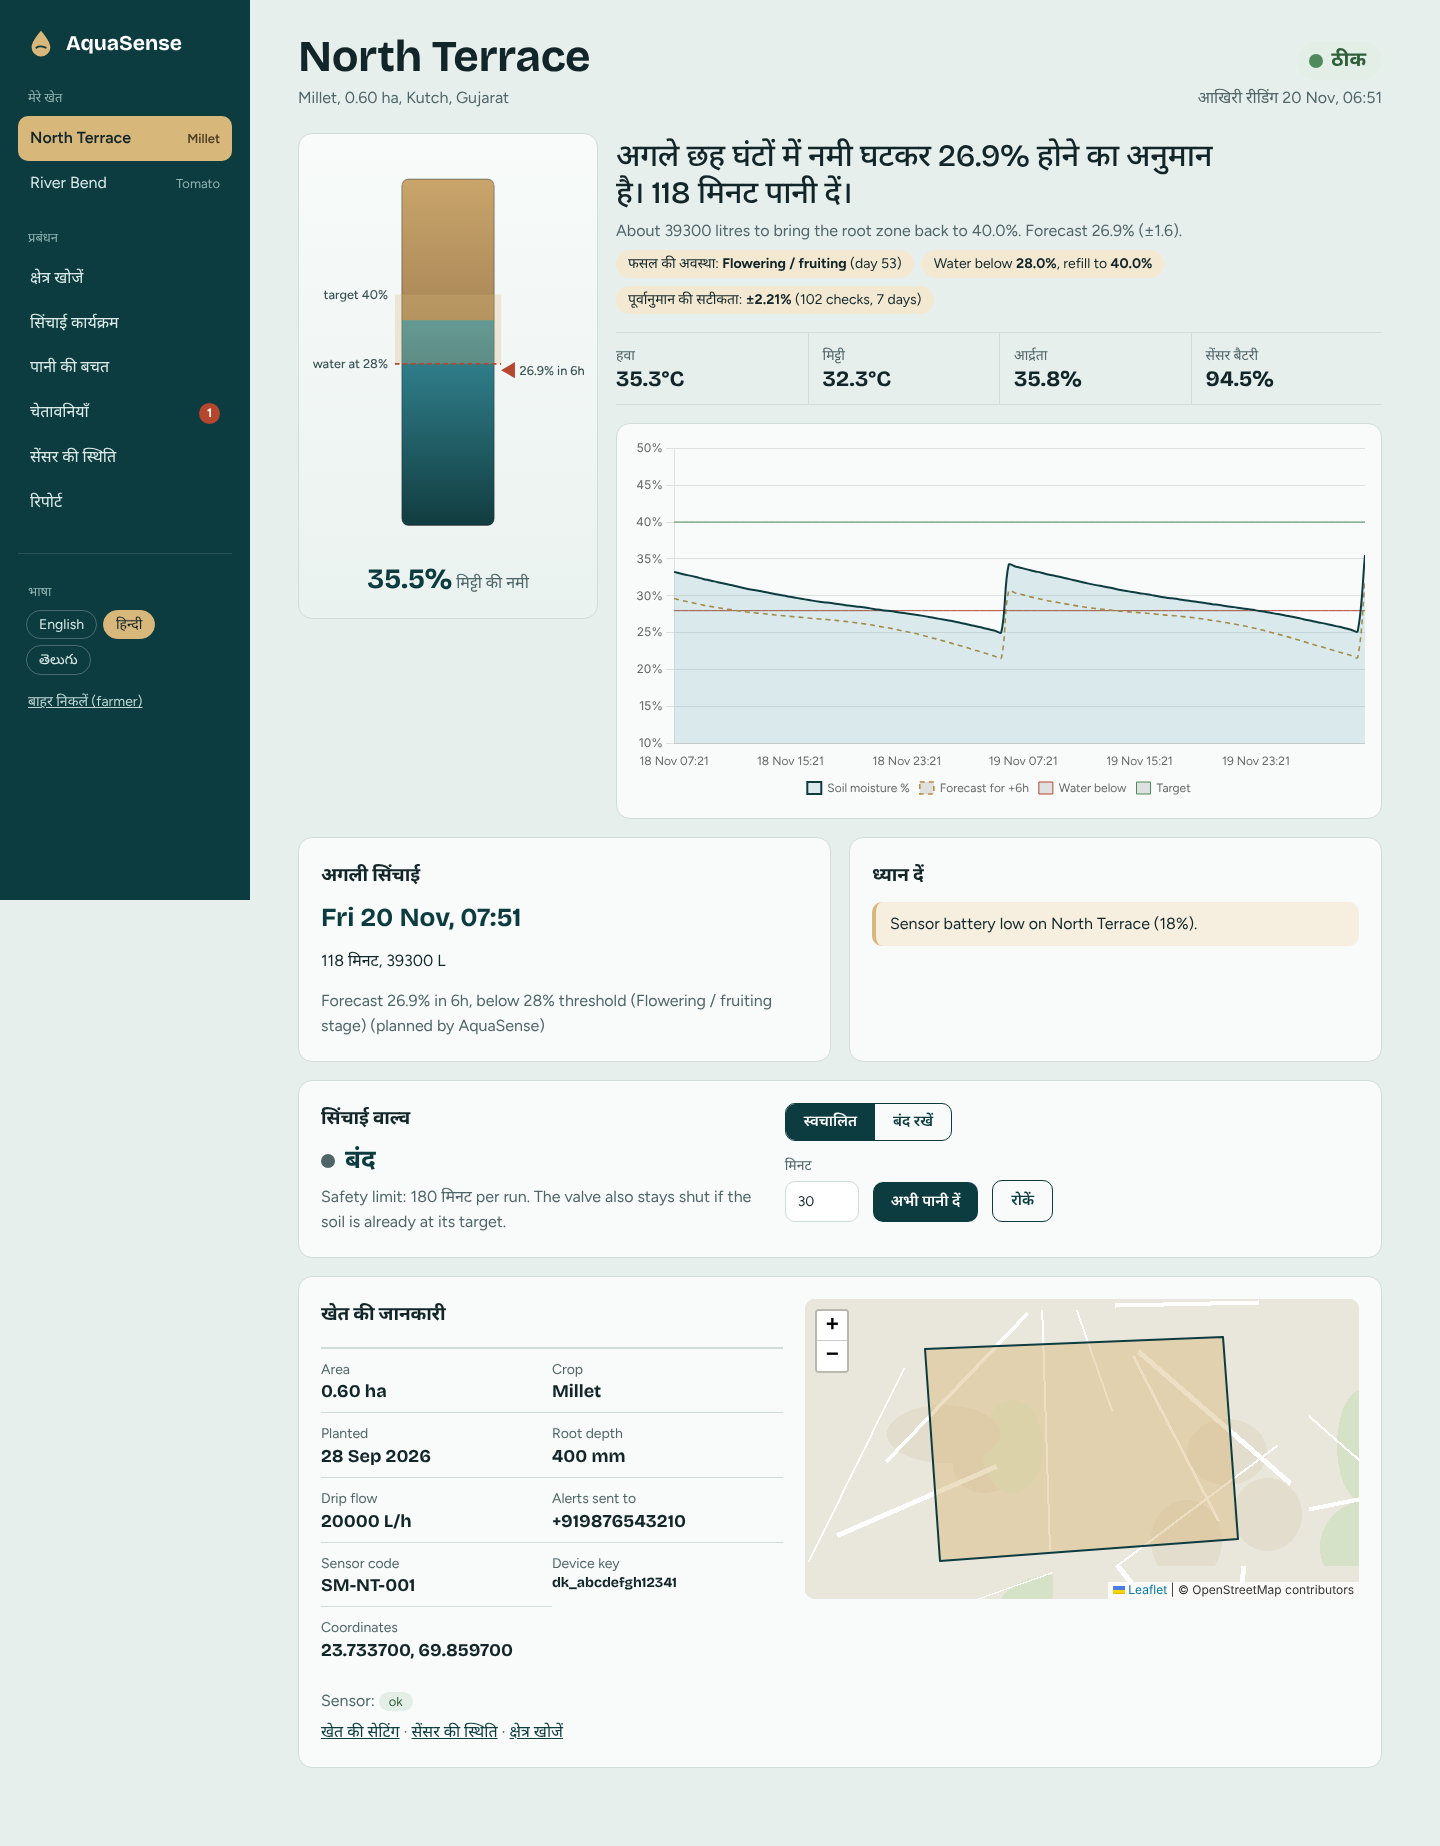 AquaSense
मेरे खेत
North Terrace Millet
River Bend Tomato
प्रबंधन
क्षेत्र खोजें
सिंचाई कार्यक्रम
पानी की बचत
चेतावनियाँ 1
सेंसर की स्थिति
रिपोर्ट
भाषा
English हिन्दी
తెలుగు
बाहर निकलें (farmer)
North Terrace
ठीक
Millet, 0.60 ha, Kutch, Gujarat
आखिरी रीडिंग 20 Nov, 06:51
target 40%
water at 28%
26.9% in 6h
35.5% मिट्टी की नमी
अगले छह घंटों में नमी घटकर 26.9% होने का अनुमान
है। 118 मिनट पानी दें।
About 39300 litres to bring the root zone back to 40.0%. Forecast 26.9% (±1.6).
फसल की अवस्था: Flowering / fruiting (day 53) Water below 28.0%, refill to 40.0%
पूर्वानुमान की सटीकता: ±2.21% (102 checks, 7 days)
हवा मिट्टी आर्द्रता सेंसर बैटरी
35.3°C 32.3°C 35.8% 94.5%
50%
45%
40%
35%
30%
25%
20%
15%
10%
18 Nov 07:21 18 Nov 15:21 18 Nov 23:21 19 Nov 07:21 19 Nov 15:21 19 Nov 23:21
Soil moisture % Forecast for +6h Water below Target
अगली सिंचाई
Fri 20 Nov, 07:51
118 मिनट, 39300 L
Forecast 26.9% in 6h, below 28% threshold (Flowering / fruiting
stage) (planned by AquaSense)
ध्यान दें
Sensor battery low on North Terrace (18%).
सिंचाई वाल्व
बंद
Safety limit: 180 मिनट per run. The valve also stays shut if the
soil is already at its target.
स्वचालित बंद रखें
मिनट
30 अभी पानी दें रोकें
खेत की जानकारी
Area Crop
0.60 ha Millet
Planted Root depth
28 Sep 2026 400 mm
Drip flow Alerts sent to
20000 L/h +919876543210
Sensor code Device key
SM-NT-001 dk_abcdefgh12341
Coordinates
23.733700, 69.859700
Sensor: ok
खेत की सेटिंग · सेंसर की स्थिति · क्षेत्र खोजें
+
−
Leaflet | © OpenStreetMap contributors